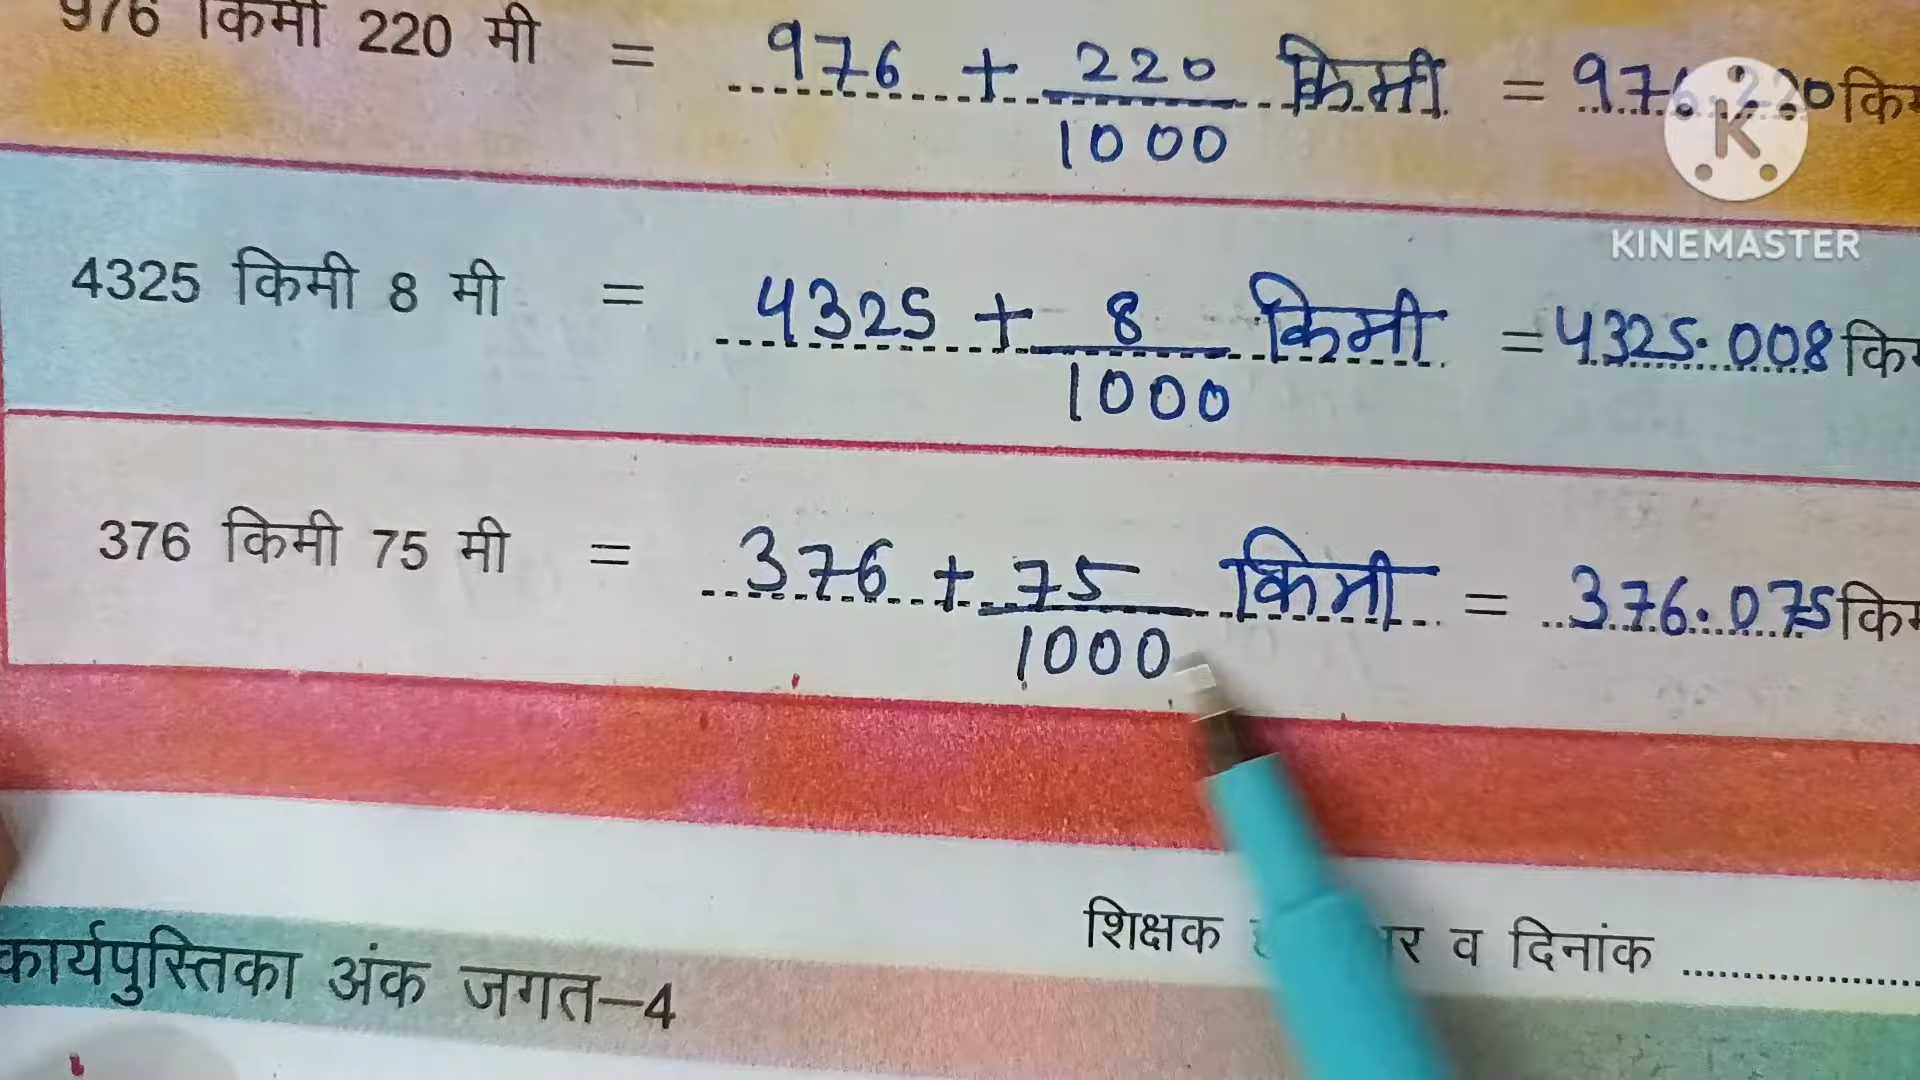 976 किमी 220 मी = 976 + 220/1000 किमी = 976.220 कि
K
KINEMASTER
4325 किमी 8 मी = 4325 + 8/1000 किमी = 4325.008 कि
376 किमी 75 मी = 376 + 75/1000 किमी = 376.075 कि
शिक्षक व दिनांक
कार्यपुस्तिका अंक जगत–4